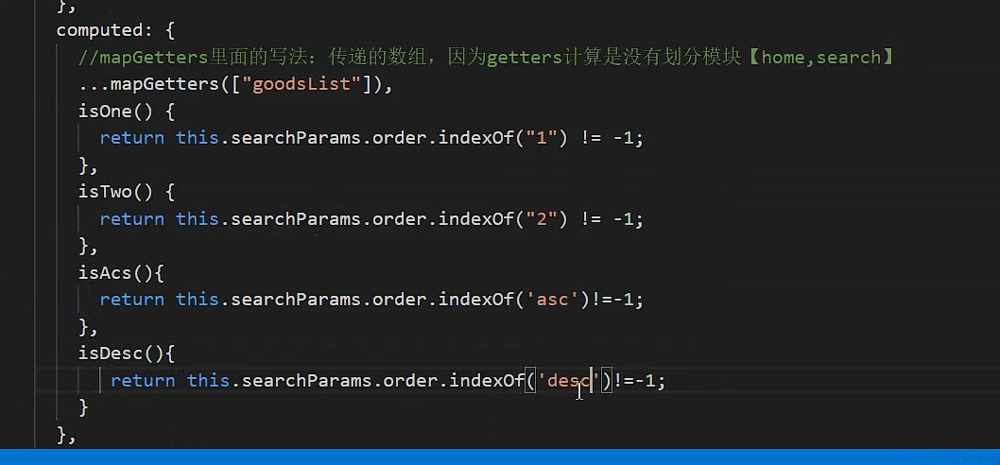 },
computed: {
//mapGetters里面的写法：传递的数组，因为getters计算是没有划分模块【home,search】
...mapGetters(["goodsList"]),
isOne() {
return this.searchParams.order.indexOf("1") != -1;
},
isTwo() {
return this.searchParams.order.indexOf("2") != -1;
},
isAcs(){
return this.searchParams.order.indexOf('asc')!=-1;
},
isDesc(){
return this.searchParams.order.indexOf('desc')!=-1;
}
},